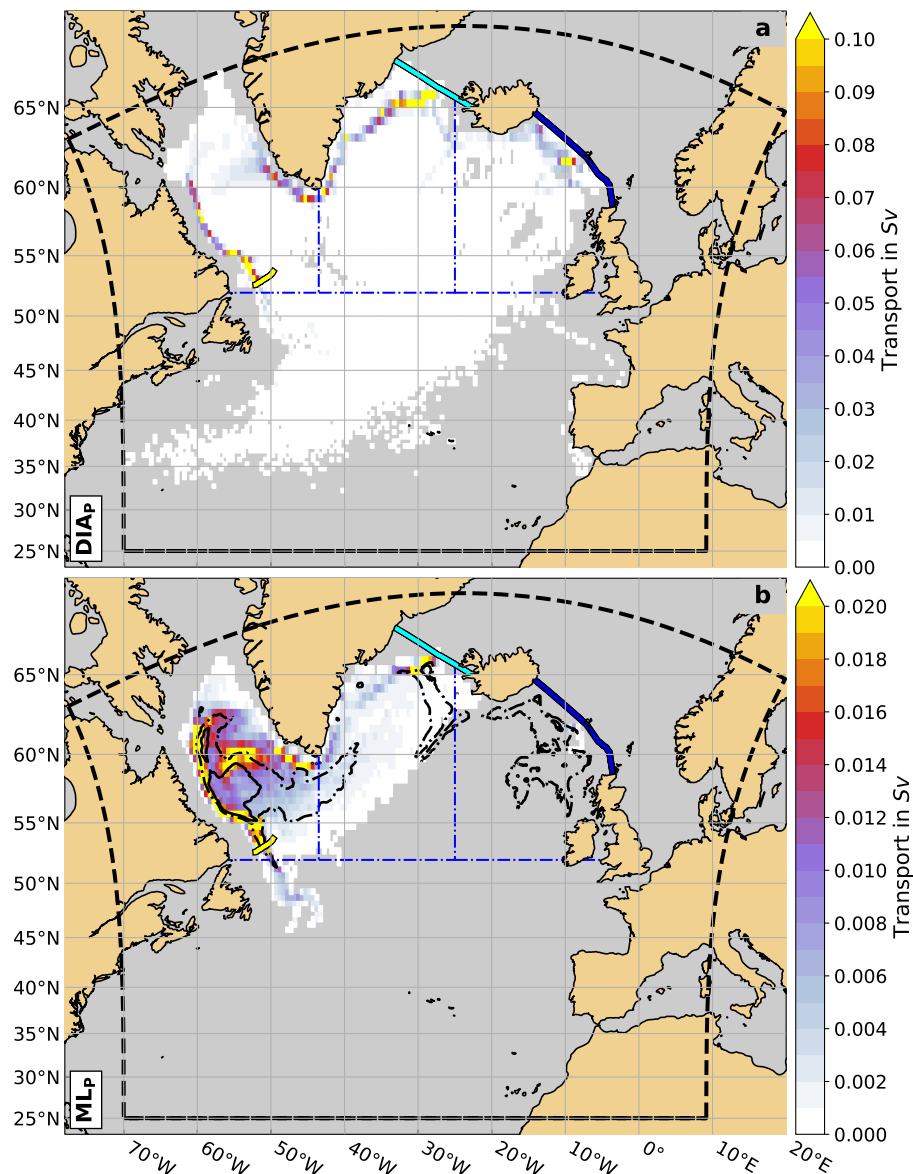 a
65°N
60°N
55°N
50°N
45°N
40°N
35°N
30°N
25°N
DIAP
0.10
0.09
0.08
0.07
0.06
0.05
0.04
0.03
0.02
0.01
0.00
Transport in Sv
b
65°N
60°N
55°N
50°N
45°N
40°N
35°N
30°N
25°N
MLP
70°W
60°W
50°W
40°W
30°W
20°W
10°W
0°
10°E
20°E
0.020
0.018
0.016
0.014
0.012
0.010
0.008
0.006
0.004
0.002
0.000
Transport in Sv